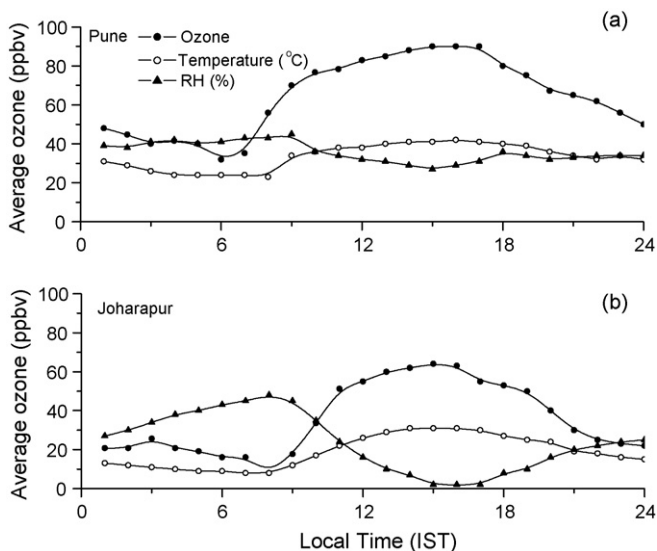 (a)
Pune
Ozone
Temperature (°C)
RH (%)
Average ozone (ppbv)
100
80
60
40
20
0
0 6 12 18 24
(b)
Joharapur
Average ozone (ppbv)
100
80
60
40
20
0
0 6 12 18 24
Local Time (IST)